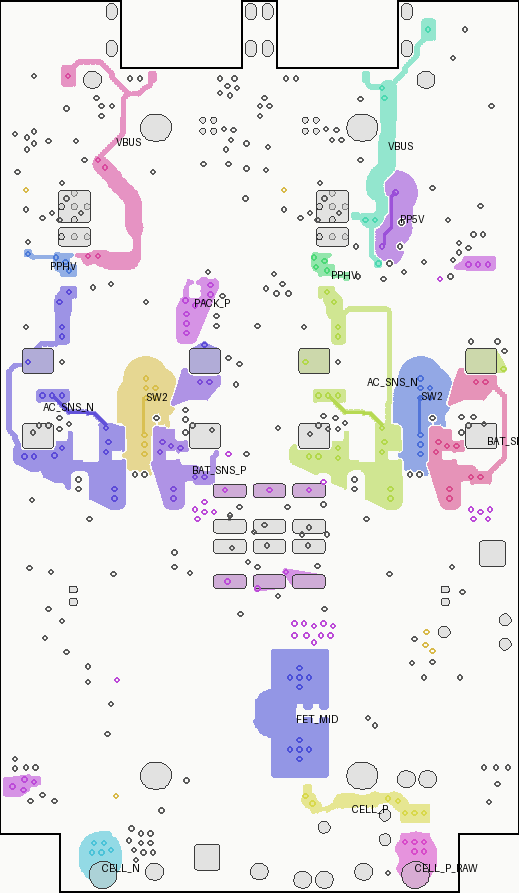 VBUS
VBUS
PP5V
PPHV
PPHV
PACK_P
AC_SNS_N
SW2
AC_SNS_N
SW2
BAT_SNS_P
FET_MID
CELL_P
CELL_N
CELL_P_RAW